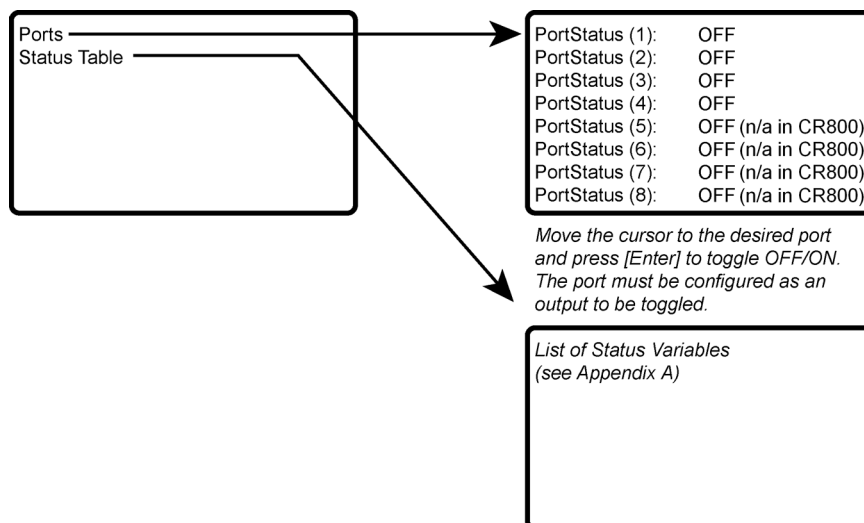 Ports
Status Table
PortStatus (1): OFF
PortStatus (2): OFF
PortStatus (3): OFF
PortStatus (4): OFF
PortStatus (5): OFF (n/a in CR800)
PortStatus (6): OFF (n/a in CR800)
PortStatus (7): OFF (n/a in CR800)
PortStatus (8): OFF (n/a in CR800)
Move the cursor to the desired port
and press [Enter] to toggle OFF/ON.
The port must be configured as an
output to be toggled.
List of Status Variables
(see Appendix A)